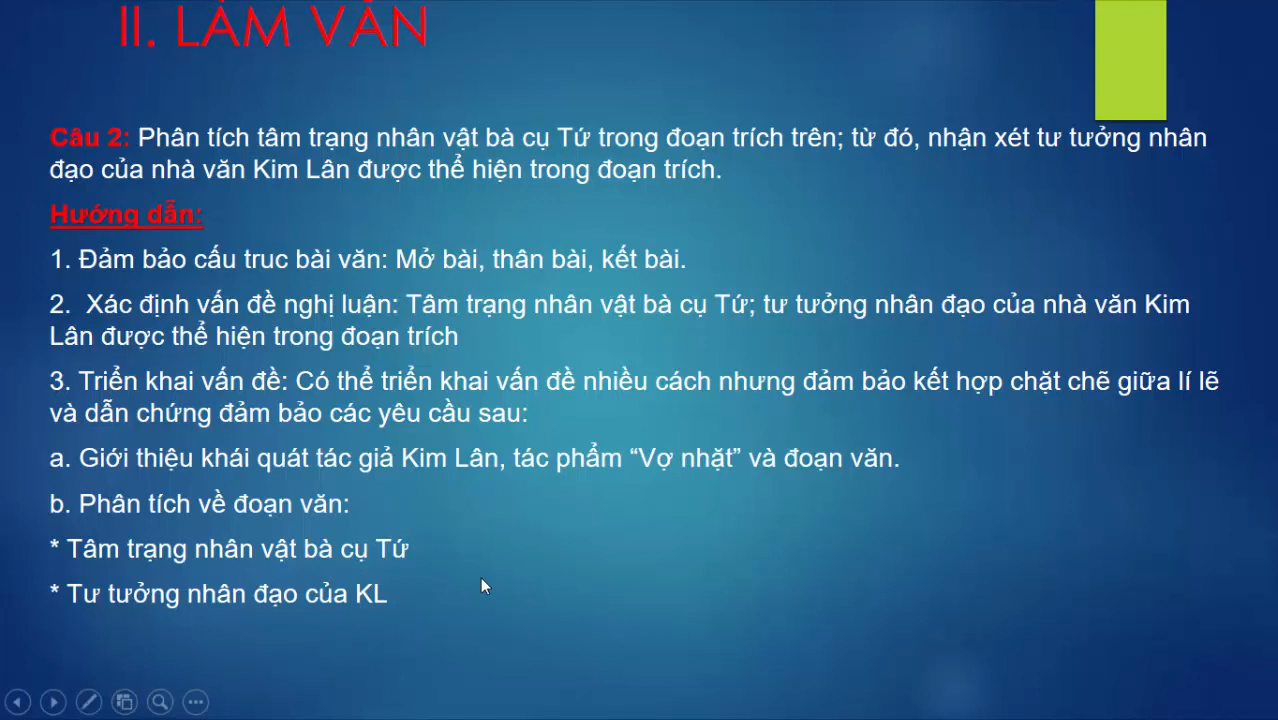 II. LÀM VĂN
Câu 2: Phân tích tâm trạng nhân vật bà cụ Tứ trong đoạn trích trên; từ đó, nhận xét tư tưởng nhân
đạo của nhà văn Kim Lân được thể hiện trong đoạn trích.
Hướng dẫn:
1. Đảm bảo cấu truc bài văn: Mở bài, thân bài, kết bài.
2. Xác định vấn đề nghị luận: Tâm trạng nhân vật bà cụ Tứ; tư tưởng nhân đạo của nhà văn Kim
Lân được thể hiện trong đoạn trích
3. Triển khai vấn đề: Có thể triển khai vấn đề nhiều cách nhưng đảm bảo kết hợp chặt chẽ giữa lí lẽ
và dẫn chứng đảm bảo các yêu cầu sau:
a. Giới thiệu khái quát tác giả Kim Lân, tác phẩm “Vợ nhặt” và đoạn văn.
b. Phân tích về đoạn văn:
* Tâm trạng nhân vật bà cụ Tứ
* Tư tưởng nhân đạo của KL